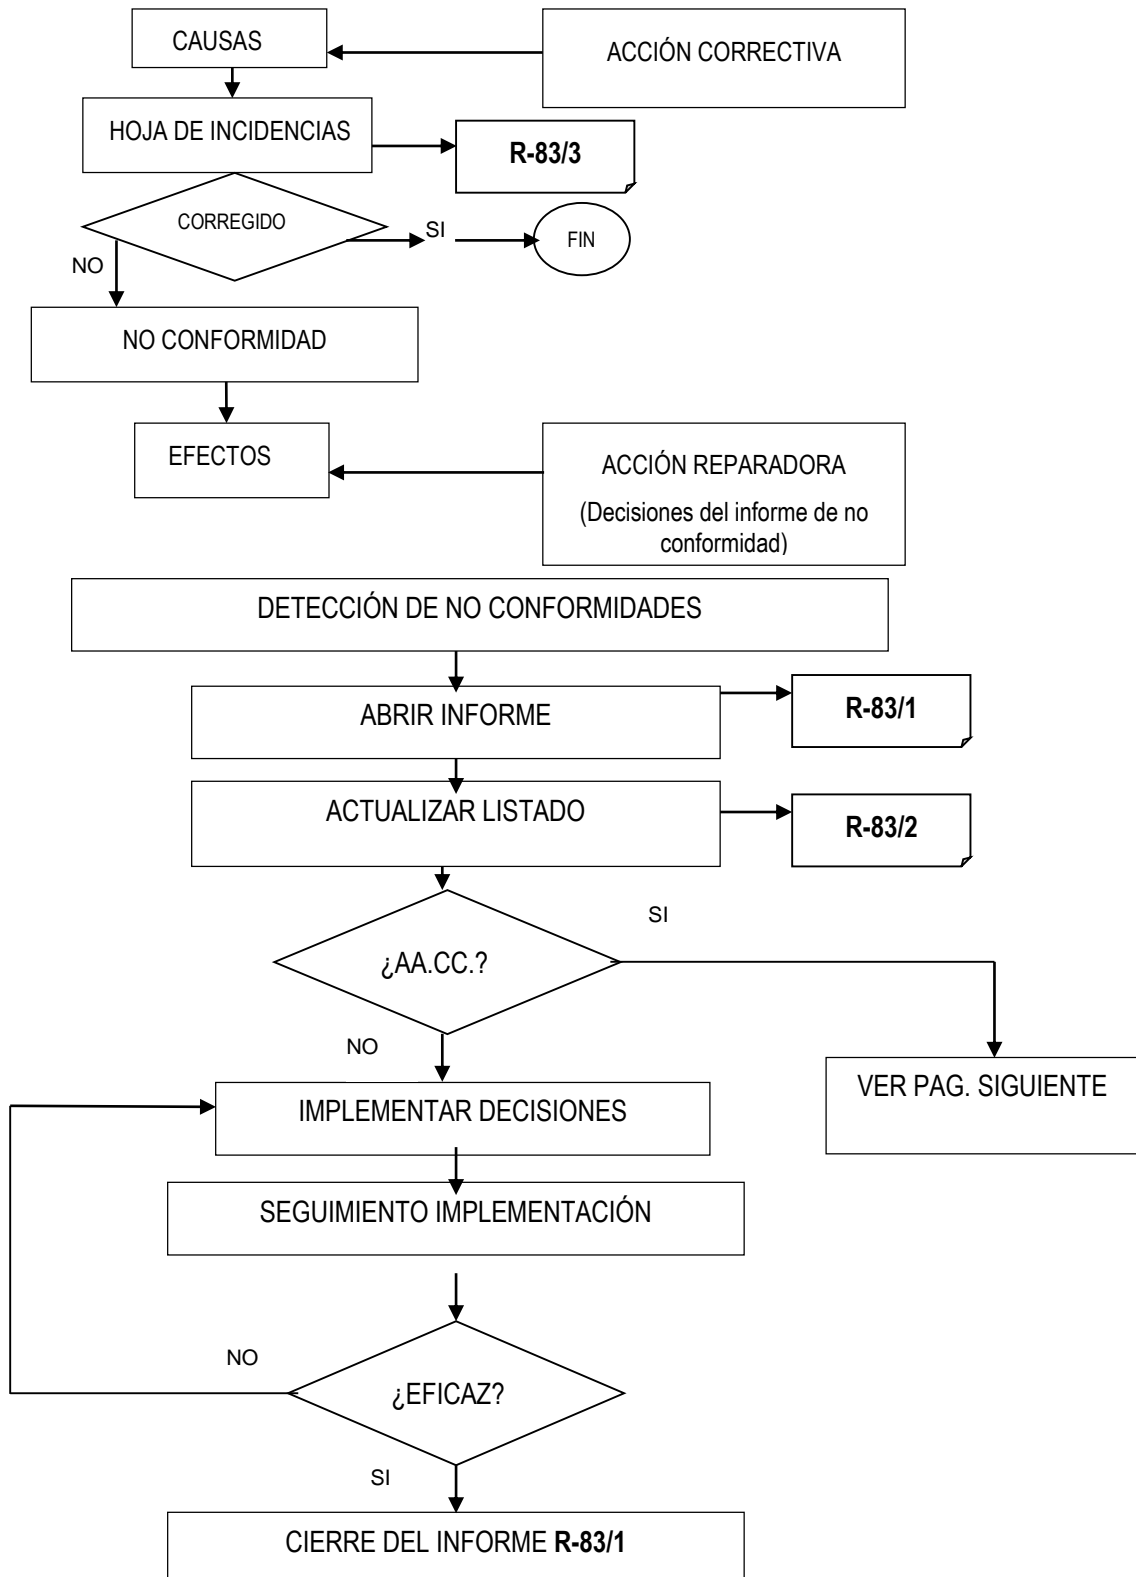 CAUSAS
ACCIÓN CORRECTIVA
HOJA DE INCIDENCIAS
R-83/3
CORREGIDO
SI
FIN
NO
NO CONFORMIDAD
EFECTOS
ACCIÓN REPARADORA
(Decisiones del informe de no
conformidad)
DETECCIÓN DE NO CONFORMIDADES
ABRIR INFORME
R-83/1
ACTUALIZAR LISTADO
R-83/2
SI
¿AA.CC.?
NO
VER PAG. SIGUIENTE
IMPLEMENTAR DECISIONES
SEGUIMIENTO IMPLEMENTACIÓN
NO
¿EFICAZ?
SI
CIERRE DEL INFORME R-83/1